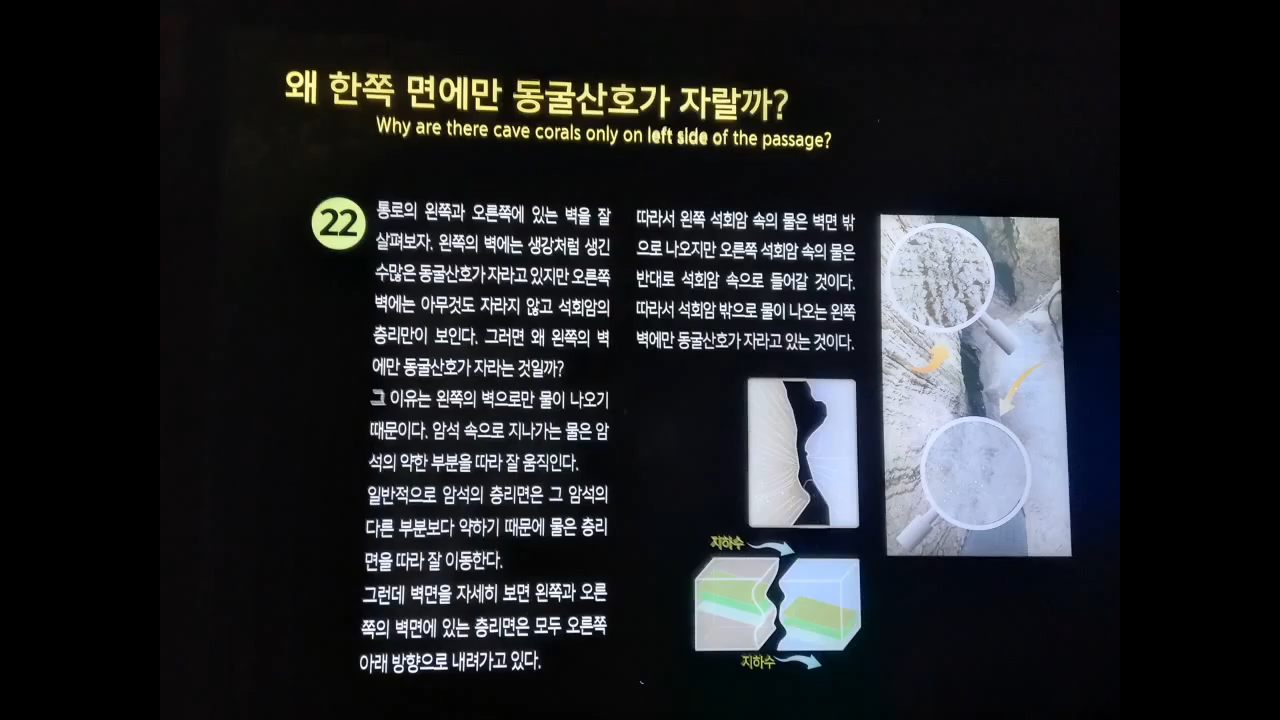 왜 한쪽 면에만 동굴산호가 자랄까?
Why are there cave corals only on left side of the passage?
22
통로의 왼쪽과 오른쪽에 있는 벽을 잘
살펴보자. 왼쪽의 벽에는 생강처럼 생긴
수많은 동굴산호가 자라고 있지만 오른쪽
벽에는 아무것도 자라지 않고 석회암의
층리만이 보인다. 그러면 왜 왼쪽의 벽
에만 동굴산호가 자라는 것일까?
그 이유는 왼쪽의 벽으로만 물이 나오기
때문이다. 암석 속으로 지나가는 물은 암
석의 약한 부분을 따라 잘 움직인다.
일반적으로 암석의 층리면은 그 암석의
다른 부분보다 약하기 때문에 물은 층리
면을 따라 잘 이동한다.
그런데 벽면을 자세히 보면 왼쪽과 오른
쪽의 벽면에 있는 층리면은 모두 오른쪽
아래 방향으로 내려가고 있다.
따라서 왼쪽 석회암 속의 물은 벽면 밖
으로 나오지만 오른쪽 석회암 속의 물은
반대로 석회암 속으로 들어갈 것이다.
따라서 석회암 밖으로 물이 나오는 왼쪽
벽에만 동굴산호가 자라고 있는 것이다.
지하수
지하수